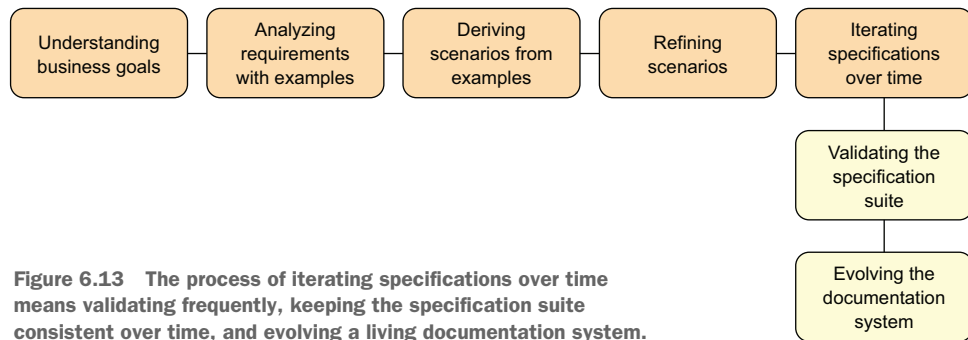 Understanding
business goals
Analyzing
requirements
with examples
Deriving
scenarios from
examples
Refining
scenarios
Iterating
specifications
over time
Validating the
specification
suite
Evolving the
documentation
system
Figure 6.13 The process of iterating specifications over time
means validating frequently, keeping the specification suite
consistent over time, and evolving a living documentation system.